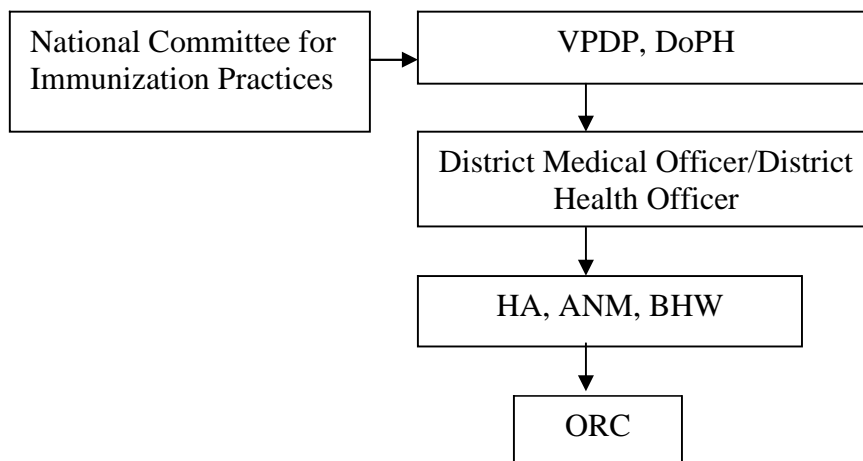 National Committee for
Immunization Practices
VPDP, DoPH
District Medical Officer/District
Health Officer
HA, ANM, BHW
ORC